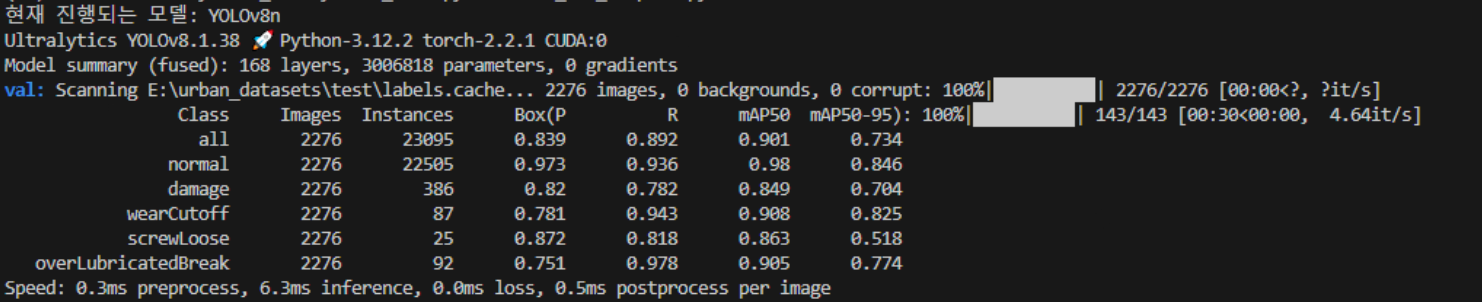 현재 진행되는 모델: YOLOv8n
Ultralytics YOLOv8.1.38 🚀 Python-3.12.2 torch-2.2.1 CUDA:0
Model summary (fused): 168 layers, 3006818 parameters, 0 gradients
val: Scanning E:\urban_datasets\test\labels.cache... 2276 images, 0 backgrounds, 0 corrupt: 100%|██████████| 2276/2276 [00:00<?, ?it/s]
Class Images Instances Box(P R mAP50 mAP50-95): 100%|██████████| 143/143 [00:30<00:00, 4.64it/s]
all 2276 23095 0.839 0.892 0.901 0.734
normal 2276 22505 0.973 0.936 0.98 0.846
damage 2276 386 0.82 0.782 0.849 0.704
wearCutoff 2276 87 0.781 0.943 0.908 0.825
screwLoose 2276 25 0.872 0.818 0.863 0.518
overLubricatedBreak 2276 92 0.751 0.978 0.905 0.774
Speed: 0.3ms preprocess, 6.3ms inference, 0.0ms loss, 0.5ms postprocess per image